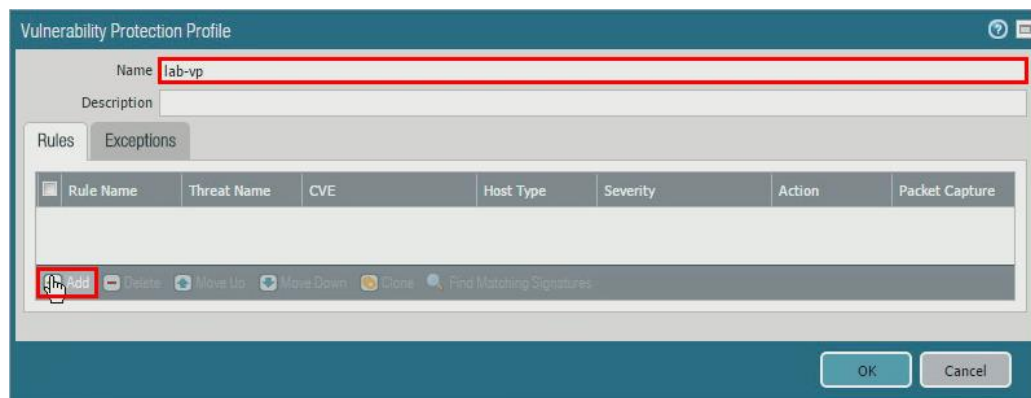 Vulnerability Protection Profile
Name lab-vp
Description
Rules Exceptions
Rule Name Threat Name CVE Host Type Severity Action Packet Capture
Add Delete Move Up Move Down Clone Find Matching Signatures
OK Cancel